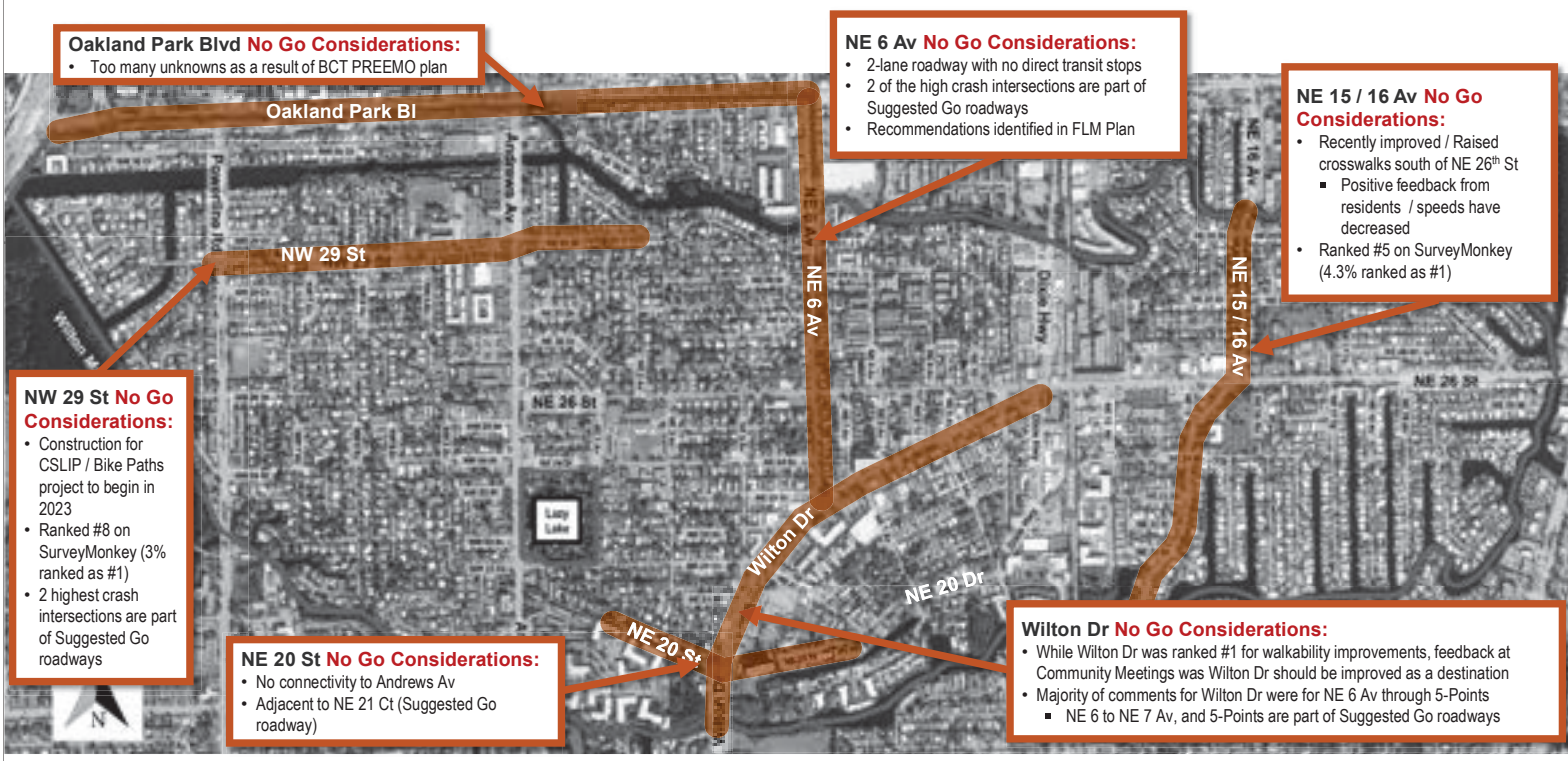 Oakland Park Blvd No Go Considerations:
• Too many unknowns as a result of BCT PREEMO plan
NE 6 Av No Go Considerations:
• 2-lane roadway with no direct transit stops
• 2 of the high crash intersections are part of
Suggested Go roadways
• Recommendations identified in FLM Plan
NE 15 / 16 Av No Go
Considerations:
• Recently improved / Raised
crosswalks south of NE 26th St
▪ Positive feedback from
residents / speeds have
decreased
• Ranked #5 on SurveyMonkey
(4.3% ranked as #1)
Oakland Park Bl
Andrews Av
NE 16 Av
NW 29 St
NE 6 Av
Dixie Hwy
NE 15 / 16 Av
NE 26 St
NE 26 St
Lazy
Lake
Wilton Dr
NE 20 Dr
NE 20 St
NW 29 St No Go
Considerations:
• Construction for
CSLIP / Bike Paths
project to begin in
2023
• Ranked #8 on
SurveyMonkey (3%
ranked as #1)
• 2 highest crash
intersections are part
of Suggested Go
roadways
N
NE 20 St No Go Considerations:
• No connectivity to Andrews Av
• Adjacent to NE 21 Ct (Suggested Go
roadway)
Wilton Dr No Go Considerations:
• While Wilton Dr was ranked #1 for walkability improvements, feedback at
Community Meetings was Wilton Dr should be improved as a destination
• Majority of comments for Wilton Dr were for NE 6 Av through 5-Points
▪ NE 6 to NE 7 Av, and 5-Points are part of Suggested Go roadways